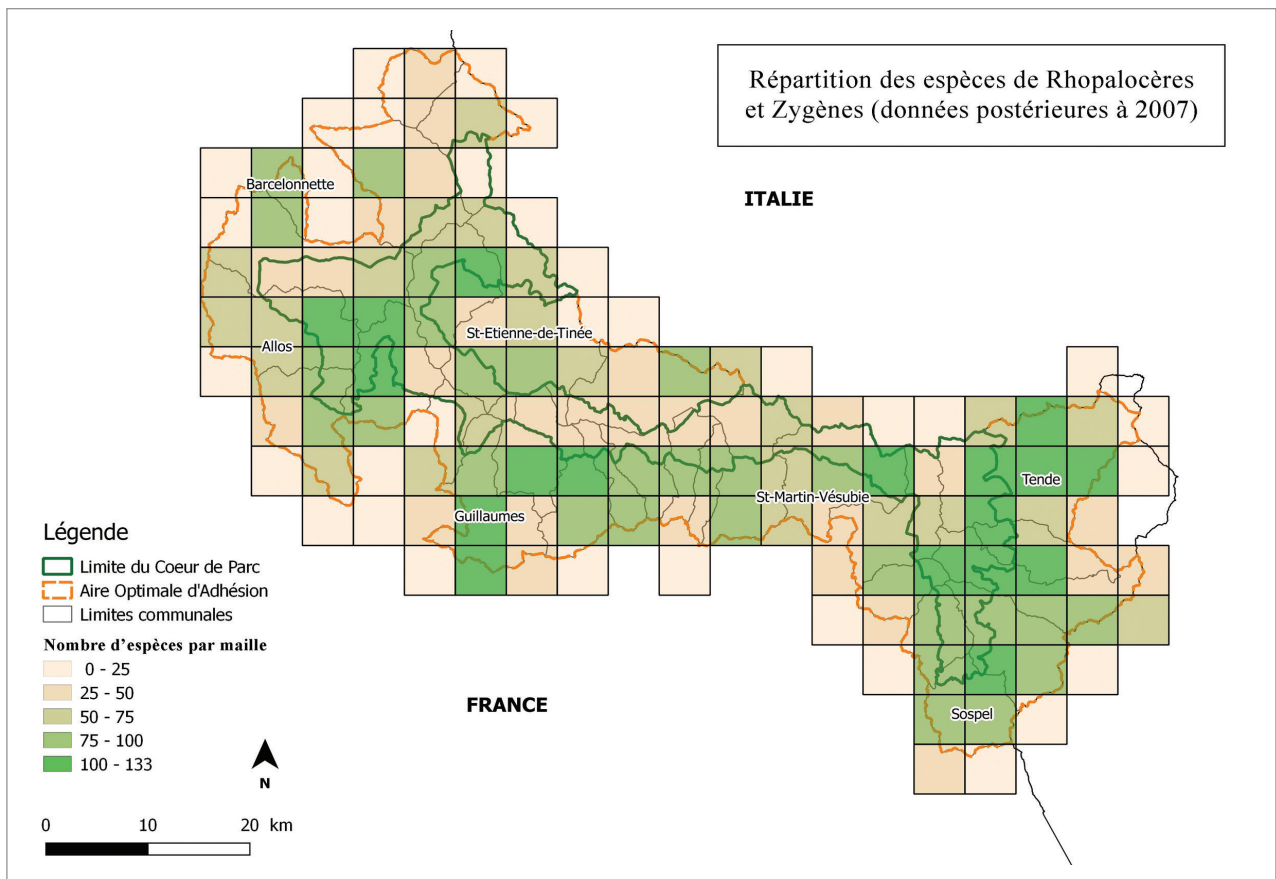 Répartition des espèces de Rhopalocères
et Zygènes (données postérieures à 2007)
Barcelonnette
ITALIE
St-Etienne-de-Tinée
Allos
Tende
St-Martin-Vésubie
Guillaumes
Légende
Limite du Coeur de Parc
Aire Optimale d'Adhésion
Limites communales
Nombre d'espèces par maille
0 - 25
25 - 50
50 - 75
75 - 100
100 - 133
FRANCE
Sospel
N
0 10 20 km